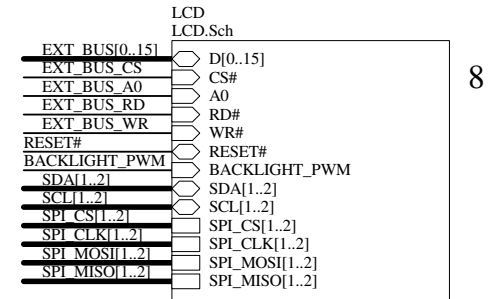 LCD
LCD.Sch
EXT_BUS[0..15] D[0..15]
EXT_BUS_CS CS#
EXT_BUS_A0 A0
EXT_BUS_RD RD#
EXT_BUS_WR WR#
RESET# RESET#
BACKLIGHT_PWM BACKLIGHT_PWM
SDA[1..2] SDA[1..2]
SCL[1..2] SCL[1..2]
SPI_CS[1..2] SPI_CS[1..2]
SPI_CLK[1..2] SPI_CLK[1..2]
SPI_MOSI[1..2] SPI_MOSI[1..2]
SPI_MISO[1..2] SPI_MISO[1..2]
8